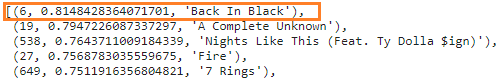 [(6, 0.8148428364071701, 'Back In Black'),
(19, 0.7947226087337297, 'A Complete Unknown'),
(538, 0.7643711009184339, 'Nights Like This (Feat. Ty Dolla $ign)'),
(27, 0.7568783035559675, 'Fire'),
(649, 0.7511916356804821, '7 Rings'),